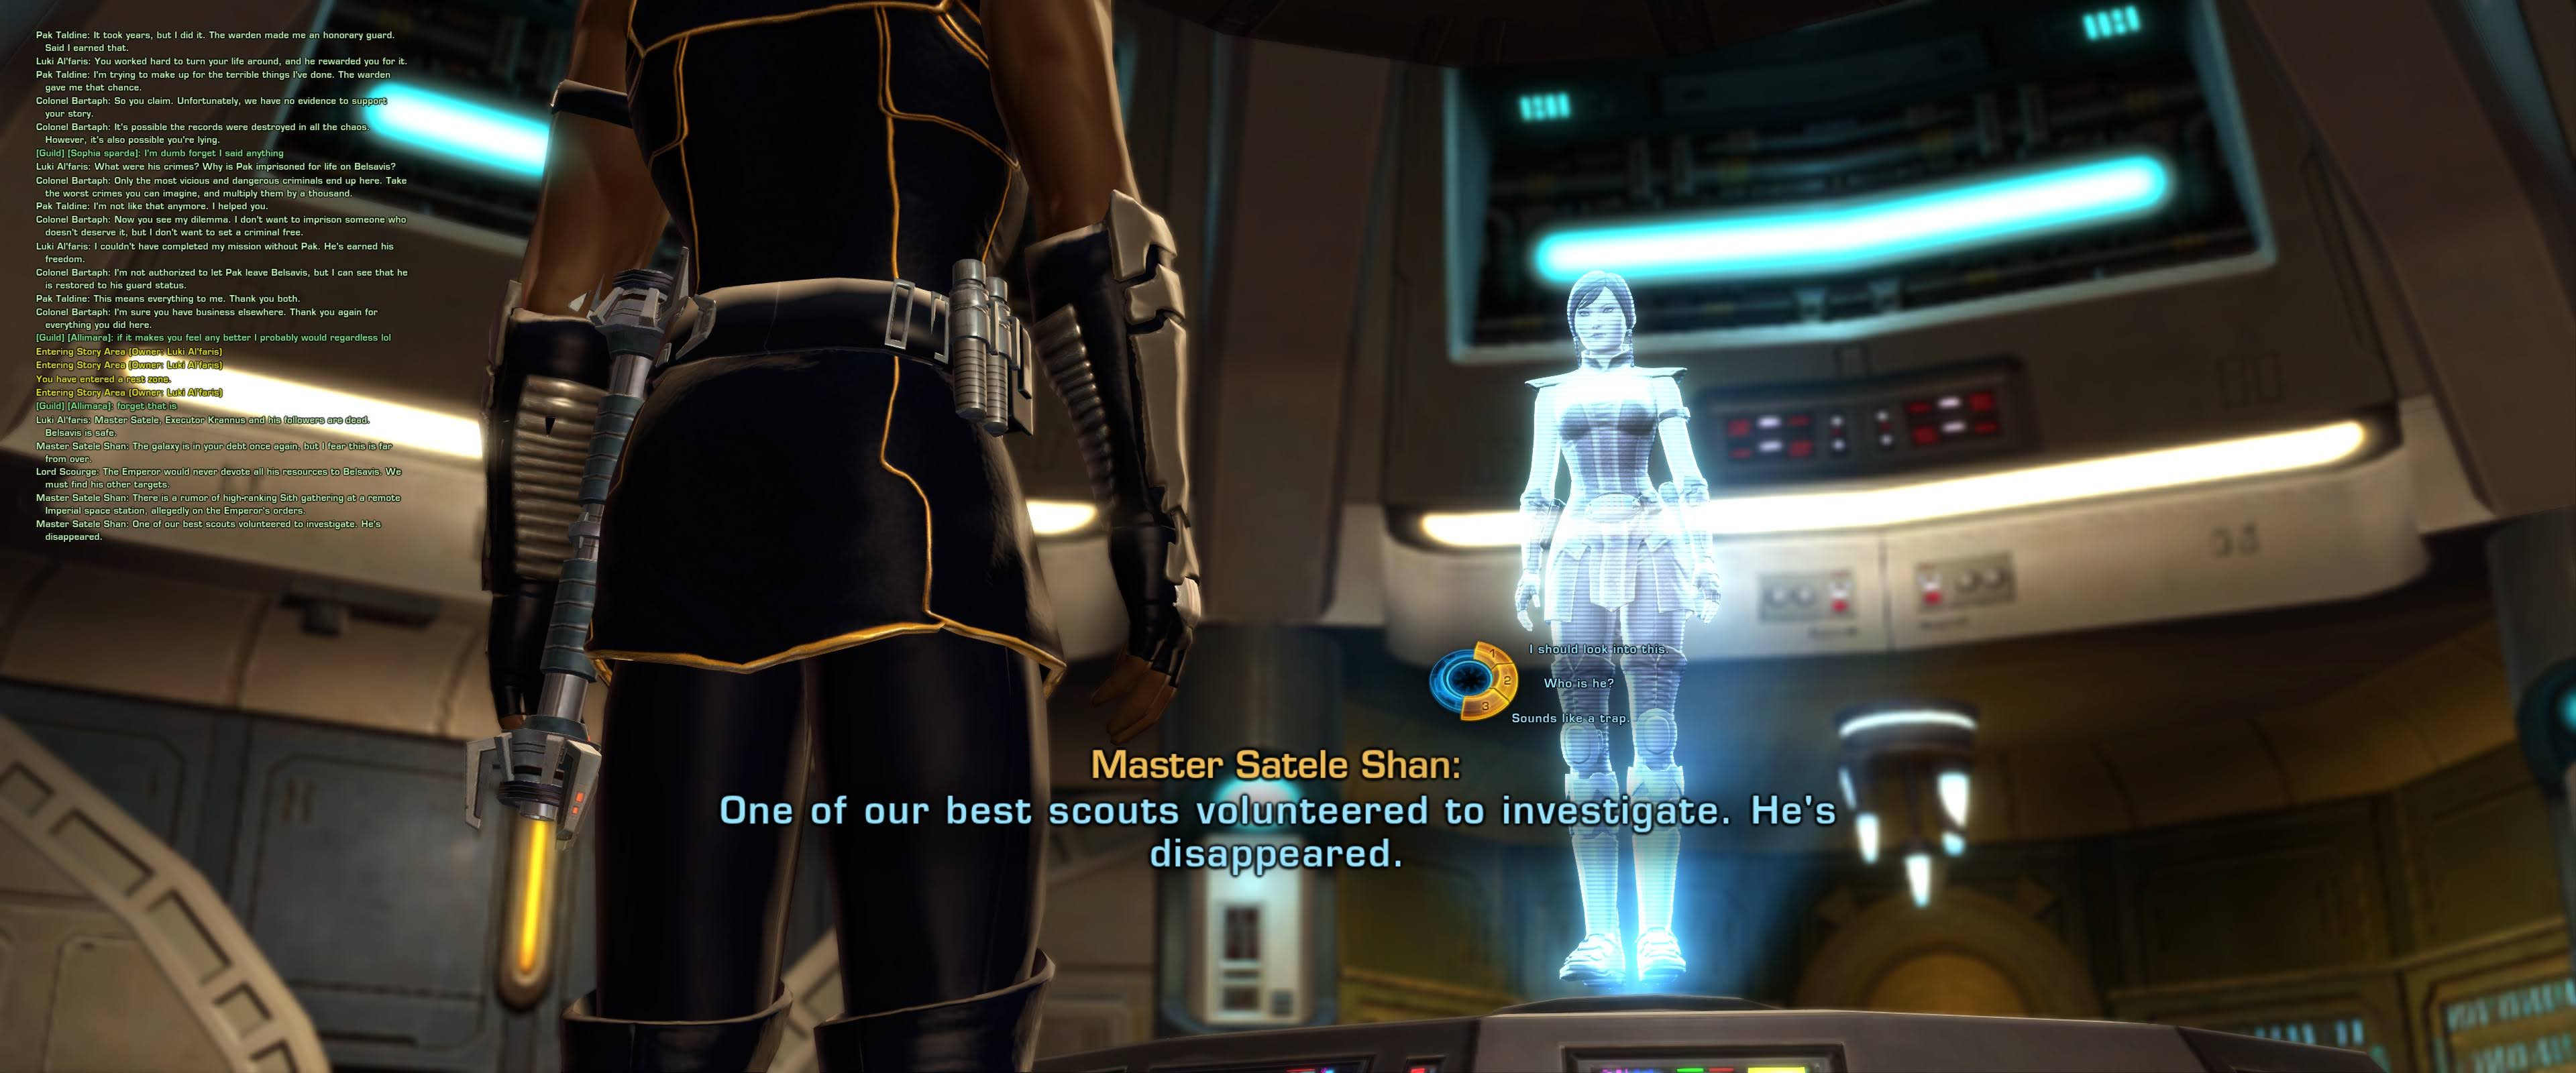 Pak Taldine: It took years, but I did it. The warden made me an honorary guard.
Said I earned that.
Luki Al'faris: You worked hard to turn your life around, and he rewarded you for it.
Pak Taldine: I'm trying to make up for the terrible things I've done. The warden
gave me that chance.
Colonel Bartaph: So you claim. Unfortunately, we have no evidence to support
your story.
Colonel Bartaph: It's possible the records were destroyed in all the chaos.
However, it's also possible you're lying.
[Guild] [Sophia sparda]: I'm dumb forget I said anything
Luki Al'faris: What were his crimes? Why is Pak imprisoned for life on Belsavis?
Colonel Bartaph: Only the most vicious and dangerous criminals end up here. Take
the worst crimes you can imagine, and multiply them by a thousand.
Pak Taldine: I'm not like that anymore. I helped you.
Colonel Bartaph: Now you see my dilemma. I don't want to imprison someone who
doesn't deserve it, but I don't want to set a criminal free.
Luki Al'faris: I couldn't have completed my mission without Pak. He's earned his
freedom.
Colonel Bartaph: I'm not authorized to let Pak leave Belsavis, but I can see that he
is restored to his guard status.
Pak Taldine: This means everything to me. Thank you both.
Colonel Bartaph: I'm sure you have business elsewhere. Thank you again for
everything you did here.
[Guild] [Allimara]: if it makes you feel any better I probably would regardless lol
Entering Story Area (Owner: Luki Al'faris)
Entering Story Area (Owner: Luki Al'faris)
You have entered a rest zone.
Entering Story Area (Owner: Luki Al'faris)
[Guild] [Allimara]: forget that is
Luki Al'faris: Master Satele, Executor Krannus and his followers are dead.
Belsavis is safe.
Master Satele Shan: The galaxy is in your debt once again, but I fear this is far
from over.
Lord Scourge: The Emperor would never devote all his resources to Belsavis. We
must find his other targets.
Master Satele Shan: There is a rumor of high-ranking Sith gathering at a remote
Imperial space station, allegedly on the Emperor's orders.
Master Satele Shan: One of our best scouts volunteered to investigate. He's
disappeared.
1 I should look into this.
2 Who is he?
3 Sounds like a trap.
Master Satele Shan:
One of our best scouts volunteered to investigate. He's
disappeared.